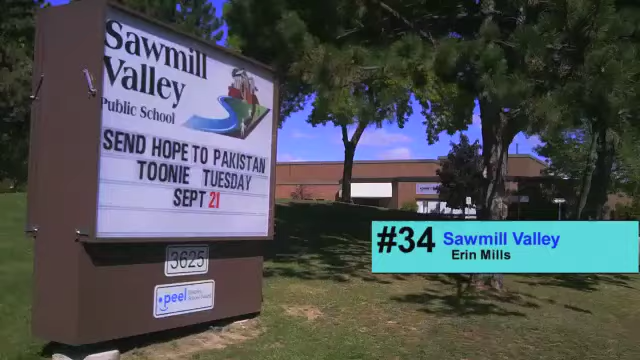 Sawmill
Valley
Public School
SEND HOPE TO PAKISTAN
TOONIE TUESDAY
SEPT 21
3625
peel
#34 Sawmill Valley
Erin Mills